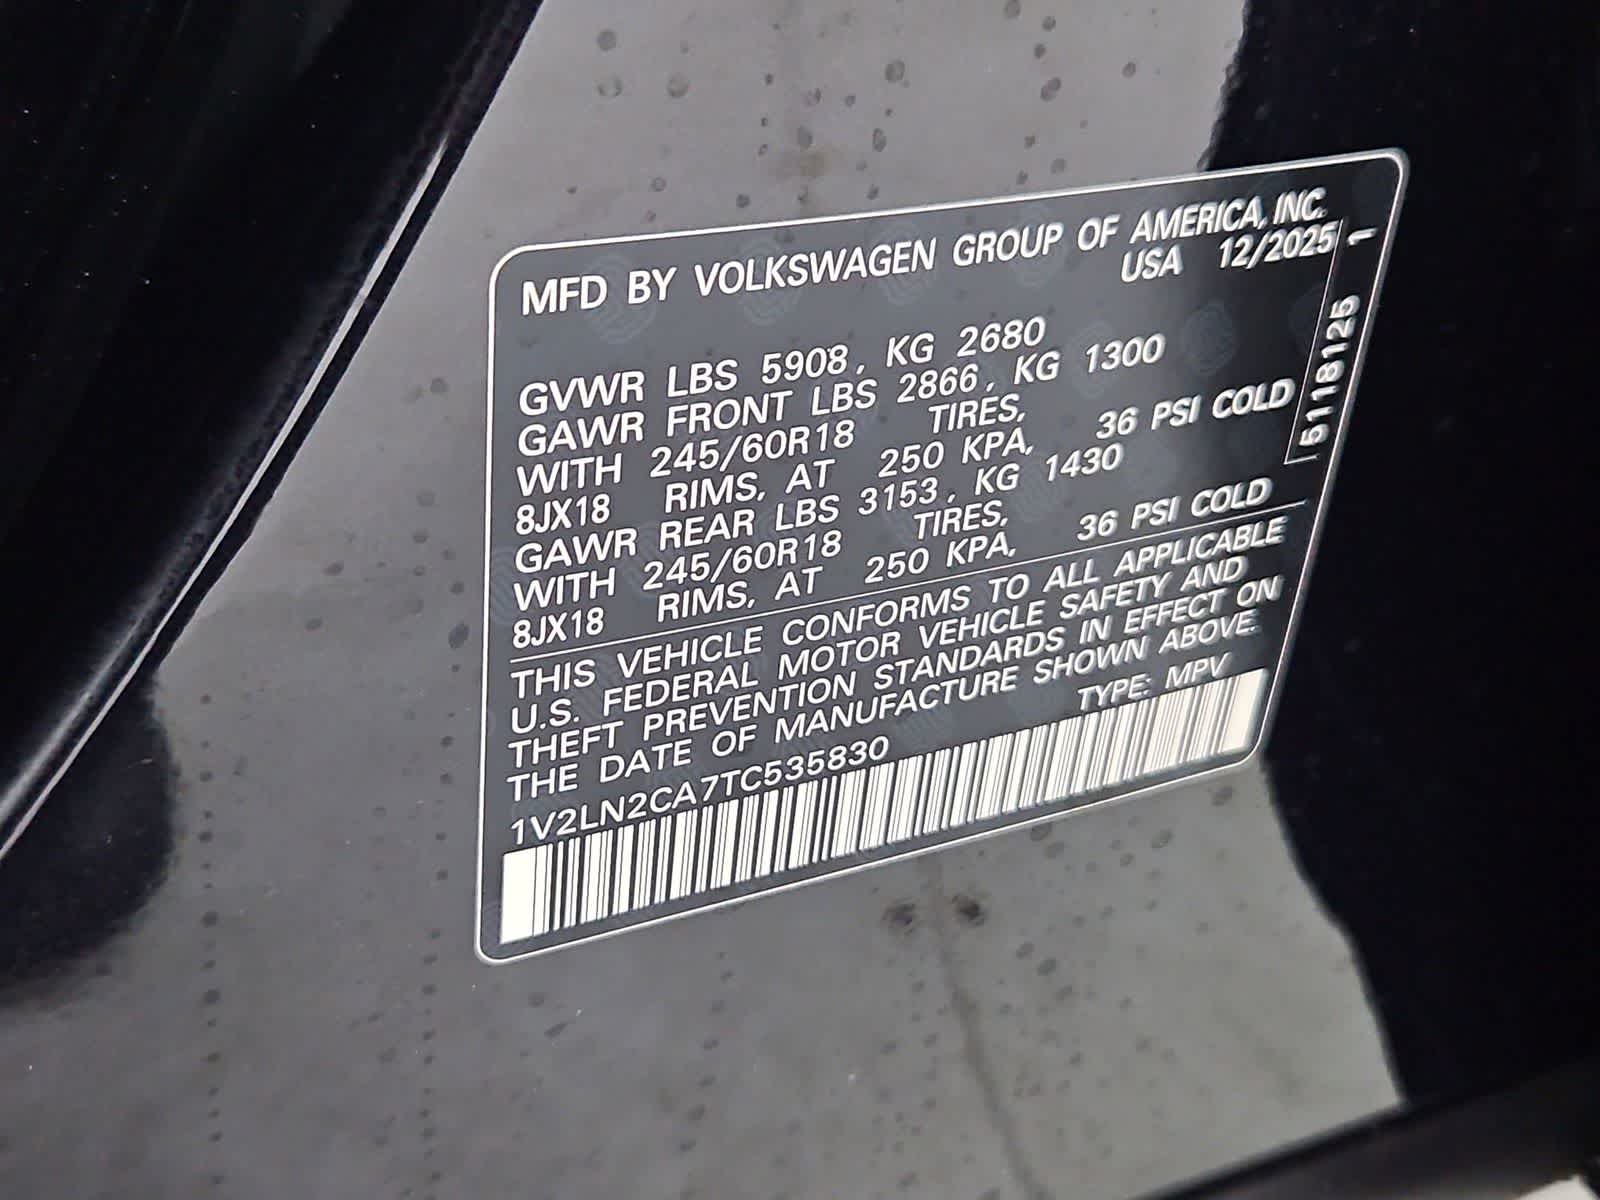 MFD BY VOLKSWAGEN GROUP OF AMERICA, INC.
USA 12/2025
1
5118125
GVWR LBS 5908, KG 2680
GAWR FRONT LBS 2866, KG 1300
WITH 245/60R18 TIRES,
8JX18 RIMS, AT 250 KPA, 36 PSI COLD
GAWR REAR LBS 3153, KG 1430
WITH 245/60R18 TIRES,
8JX18 RIMS, AT 250 KPA, 36 PSI COLD
THIS VEHICLE CONFORMS TO ALL APPLICABLE
U.S. FEDERAL MOTOR VEHICLE SAFETY AND
THEFT PREVENTION STANDARDS IN EFFECT ON
THE DATE OF MANUFACTURE SHOWN ABOVE.
1V2LN2CA7TC535830 TYPE: MPV